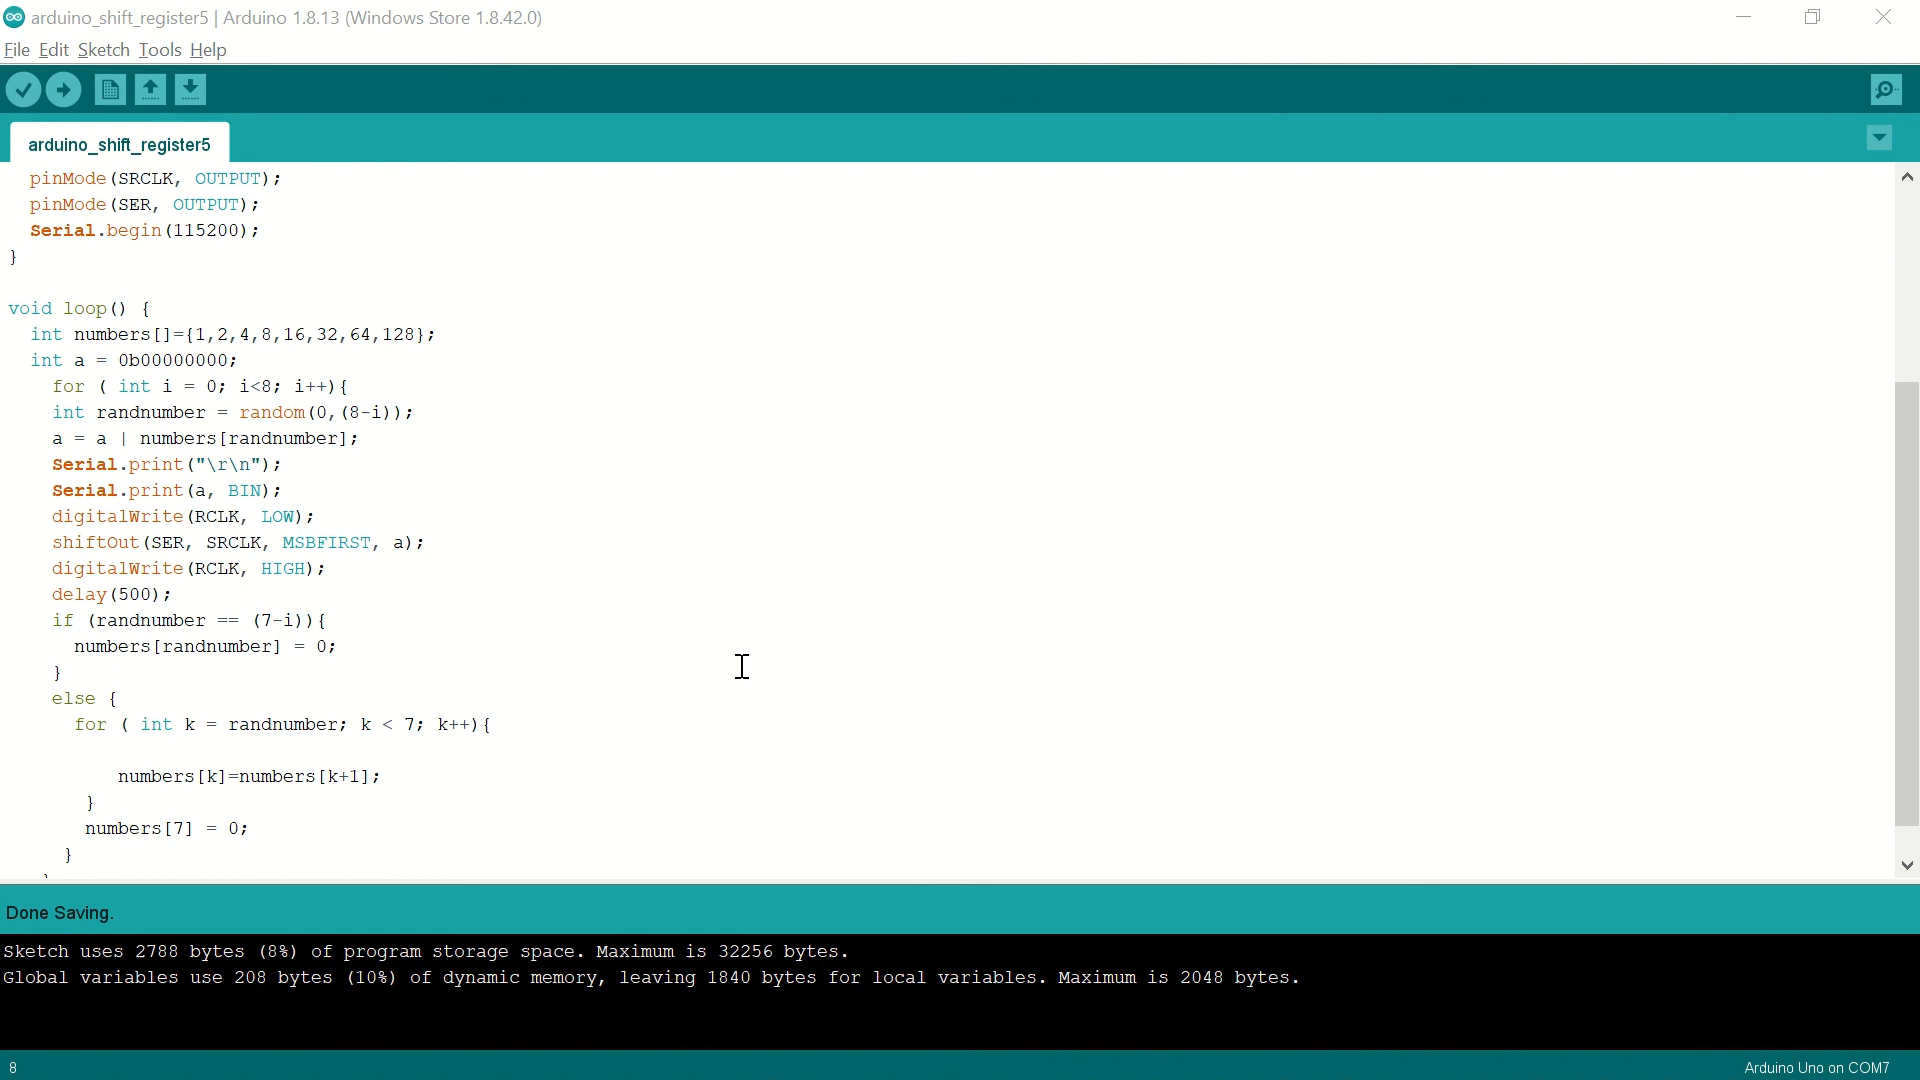 arduino_shift_register5 | Arduino 1.8.13 (Windows Store 1.8.42.0)
File Edit Sketch Tools Help
arduino_shift_register5
  pinMode(SRCLK, OUTPUT);
  pinMode(SER, OUTPUT);
  Serial.begin(115200);
}
void loop() {
  int numbers[]={1,2,4,8,16,32,64,128};
  int a = 0b00000000;
    for ( int i = 0; i<8; i++){
    int randnumber = random(0,(8-i));
    a = a | numbers[randnumber];
    Serial.print("\r\n");
    Serial.print(a, BIN);
    digitalWrite(RCLK, LOW);
    shiftOut(SER, SRCLK, MSBFIRST, a);
    digitalWrite(RCLK, HIGH);
    delay(500);
    if (randnumber == (7-i)){
      numbers[randnumber] = 0;
    }
    else {
      for ( int k = randnumber; k < 7; k++){
          numbers[k]=numbers[k+1];
       }
       numbers[7] = 0;
     }
Done Saving.
Sketch uses 2788 bytes (8%) of program storage space. Maximum is 32256 bytes.
Global variables use 208 bytes (10%) of dynamic memory, leaving 1840 bytes for local variables. Maximum is 2048 bytes.
8
Arduino Uno on COM7